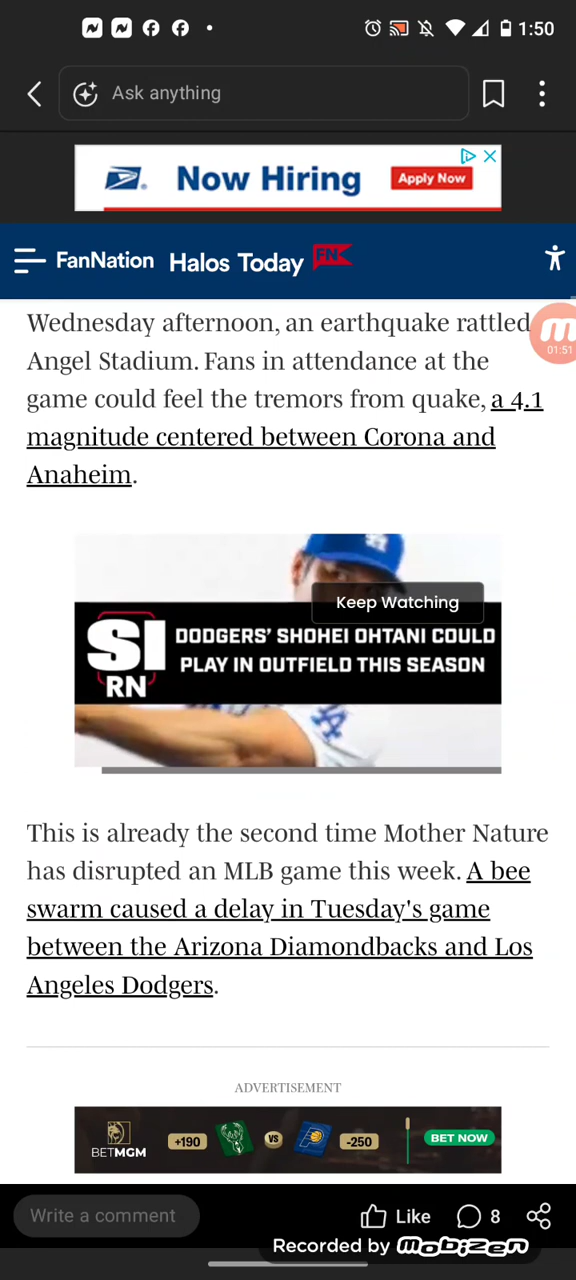 1:50
Ask anything
Now Hiring
Apply Now
FanNation Halos Today FN
Wednesday afternoon, an earthquake rattled
Angel Stadium. Fans in attendance at the
game could feel the tremors from quake, a 4.1
magnitude centered between Corona and
Anaheim.
01:51
Keep Watching
SI
RN
DODGERS' SHOHEI OHTANI COULD
PLAY IN OUTFIELD THIS SEASON
This is already the second time Mother Nature
has disrupted an MLB game this week. A bee
swarm caused a delay in Tuesday's game
between the Arizona Diamondbacks and Los
Angeles Dodgers.
ADVERTISEMENT
BETMGM
+190
VS
-250
BET NOW
Write a comment
Like
8
Recorded by mobizen